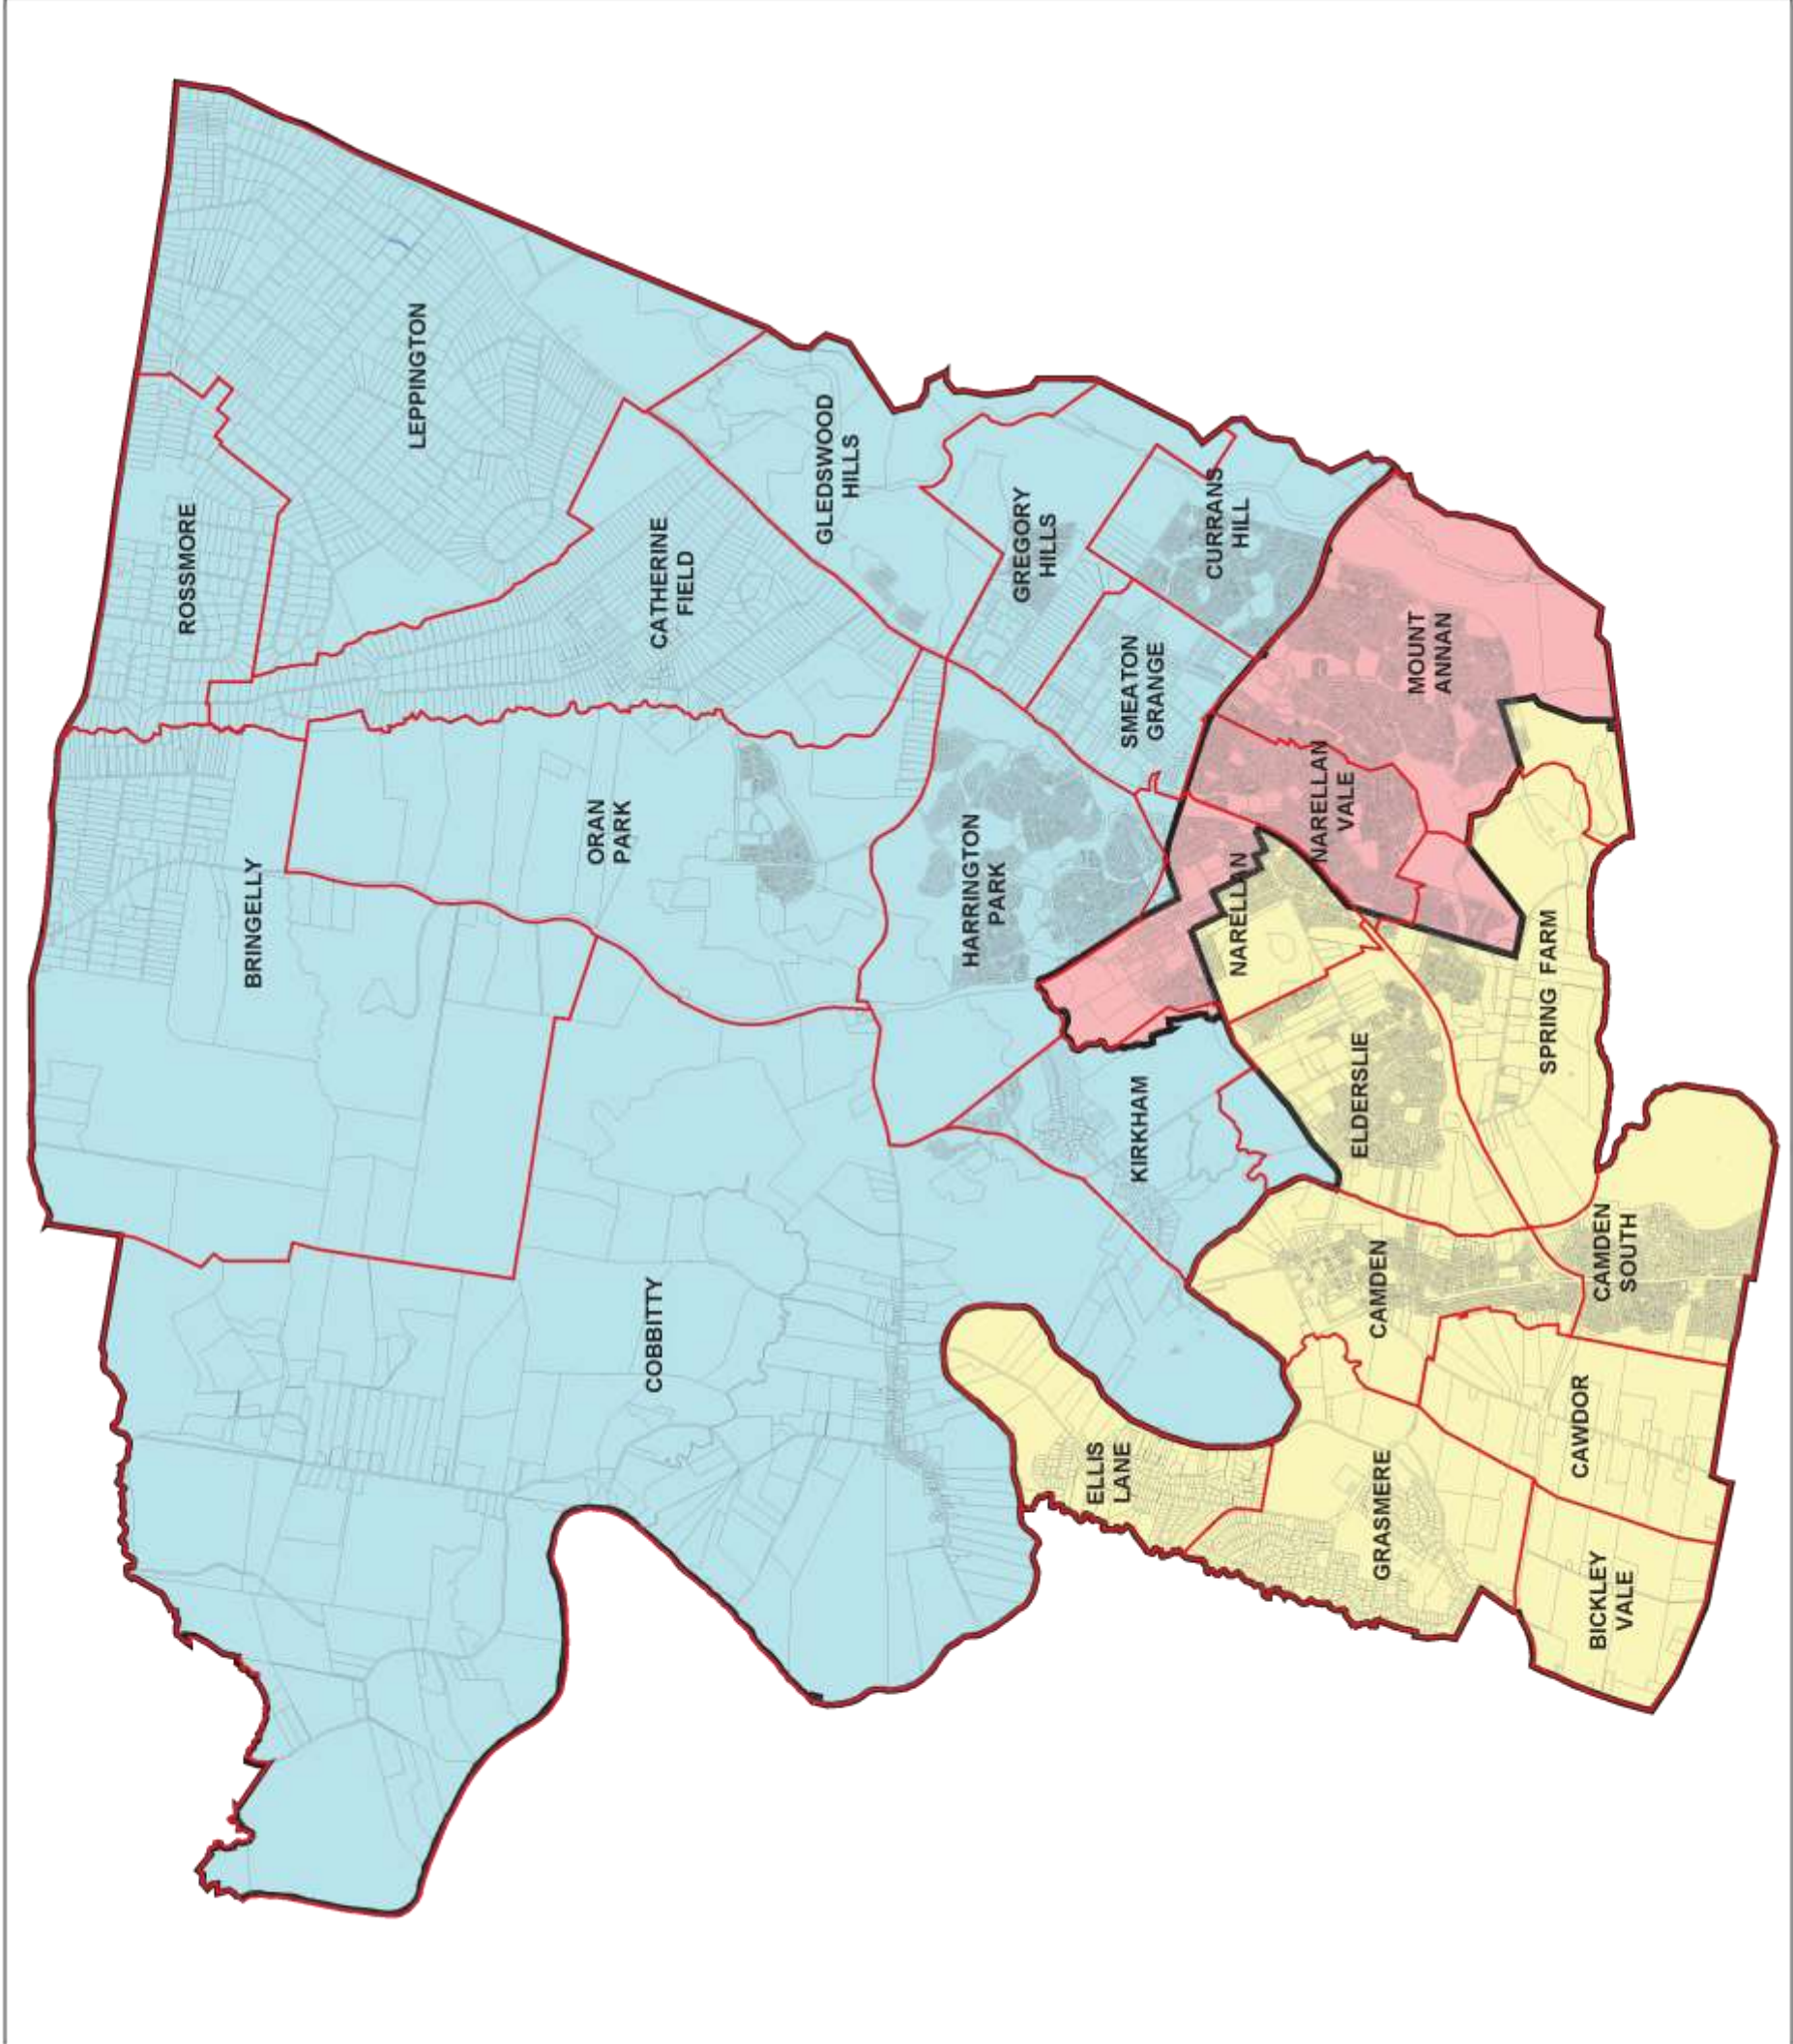 ROSSMORE
LEPPINGTON
BRINGELLY
CATHERINE
FIELD
ORAN
PARK
GLEDSWOOD
HILLS
COBBITTY
HARRINGTON
PARK
GREGORY
HILLS
SMEATON
GRANGE
CURRANS
HILL
KIRKHAM
NARELLAN
NARELLAN
VALE
MOUNT
ANNAN
ELLIS
LANE
ELDERSLIE
SPRING FARM
CAMDEN
CAMDEN
SOUTH
GRASMERE
CAWDOR
BICKLEY
VALE